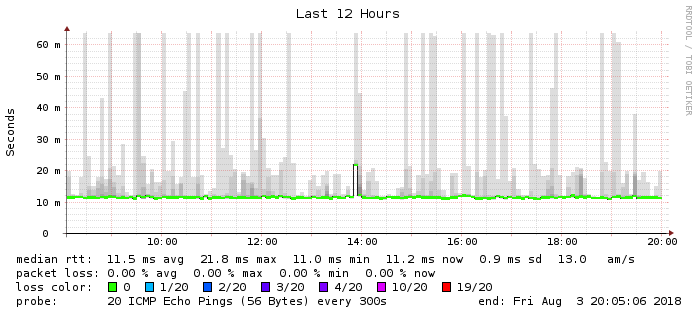 Last 12 Hours
RRDTOOL / TOBI OETIKER
Seconds
60 m
50 m
40 m
30 m
20 m
10 m
0
10:00 12:00 14:00 16:00 18:00 20:00
median rtt: 11.5 ms avg 21.8 ms max 11.0 ms min 11.2 ms now 0.9 ms sd 13.0 am/s
packet loss: 0.00 % avg 0.00 % max 0.00 % min 0.00 % now
loss color: 0 1/20 2/20 3/20 4/20 10/20 19/20
probe: 20 ICMP Echo Pings (56 Bytes) every 300s end: Fri Aug 3 20:05:06 2018